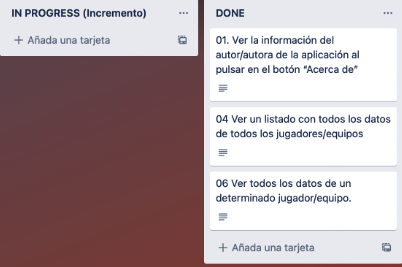 IN PROGRESS (Incremento)
+ Añada una tarjeta
DONE
01. Ver la información del
autor/autora de la aplicación al
pulsar en el botón “Acerca de”
04 Ver un listado con todos los datos
de todos los jugadores/equipos
06 Ver todos los datos de un
determinado jugador/equipo.
+ Añada una tarjeta